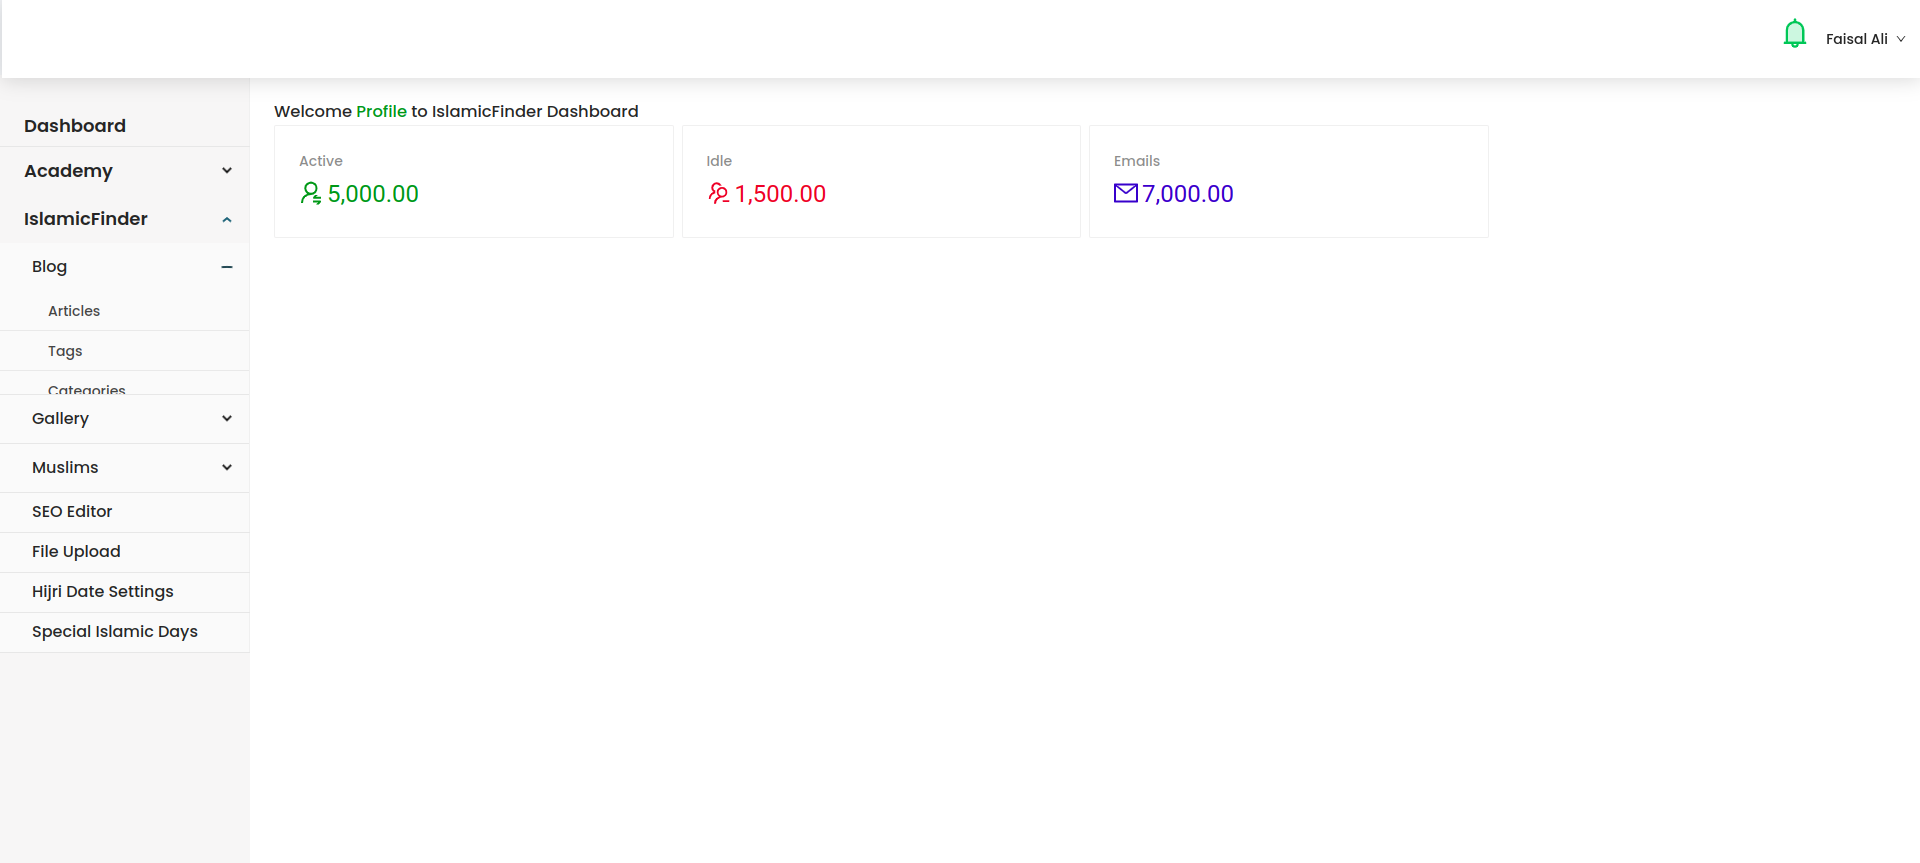 Faisal Ali
Dashboard
Academy
IslamicFinder
Blog
Articles
Tags
Categories
Gallery
Muslims
SEO Editor
File Upload
Hijri Date Settings
Special Islamic Days
Welcome Profile to IslamicFinder Dashboard
Active
5,000.00
Idle
1,500.00
Emails
7,000.00